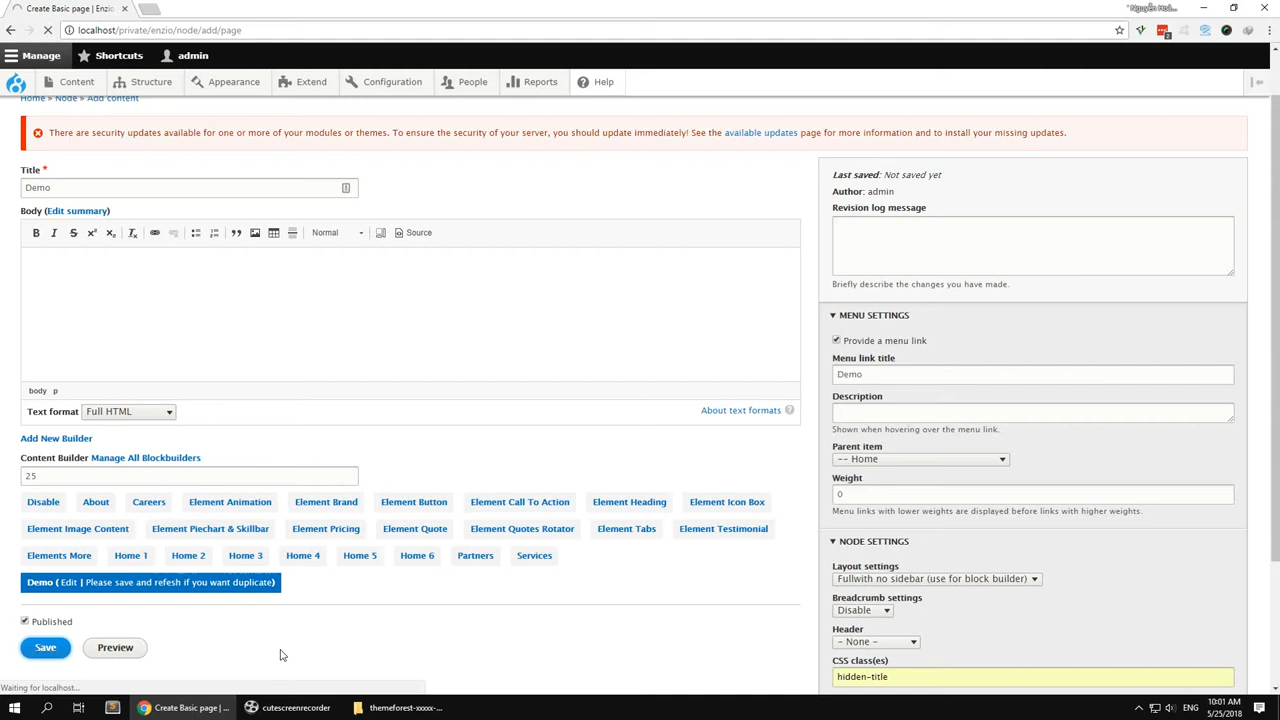 Create Basic page | Enzio
" Nguyễn Hoà...
localhost/private/enzio/node/add/page
2
Manage Shortcuts admin
Content Structure Appearance Extend Configuration People Reports Help
Home » Node » Add content
There are security updates available for one or more of your modules or themes. To ensure the security of your server, you should update immediately! See the available updates page for more information and to install your missing updates.
Title *
Demo
Body (Edit summary)
B I S x² x₂ Tx Normal Source
body p
Text format Full HTML
About text formats ?
Add New Builder
Content Builder Manage All Blockbuilders
25
Disable About Careers Element Animation Element Brand Element Button Element Call To Action Element Heading Element Icon Box
Element Image Content Element Piechart & Skillbar Element Pricing Element Quote Element Quotes Rotator Element Tabs Element Testimonial
Elements More Home 1 Home 2 Home 3 Home 4 Home 5 Home 6 Partners Services
Demo ( Edit | Please save and refesh if you want duplicate)
Published
Save Preview
Last saved: Not saved yet
Author: admin
Revision log message
Briefly describe the changes you have made.
MENU SETTINGS
Provide a menu link
Menu link title
Demo
Description
Shown when hovering over the menu link.
Parent item
-- Home
Weight
0
Menu links with lower weights are displayed before links with higher weights.
NODE SETTINGS
Layout settings
Fullwith no sidebar (use for block builder)
Breadcrumb settings
Disable
Header
- None -
CSS class(es)
hidden-title
Waiting for localhost...
Create Basic page | ... cutescreenrecorder themeforest-xxxxx-...
10:01 AM
5/25/2018